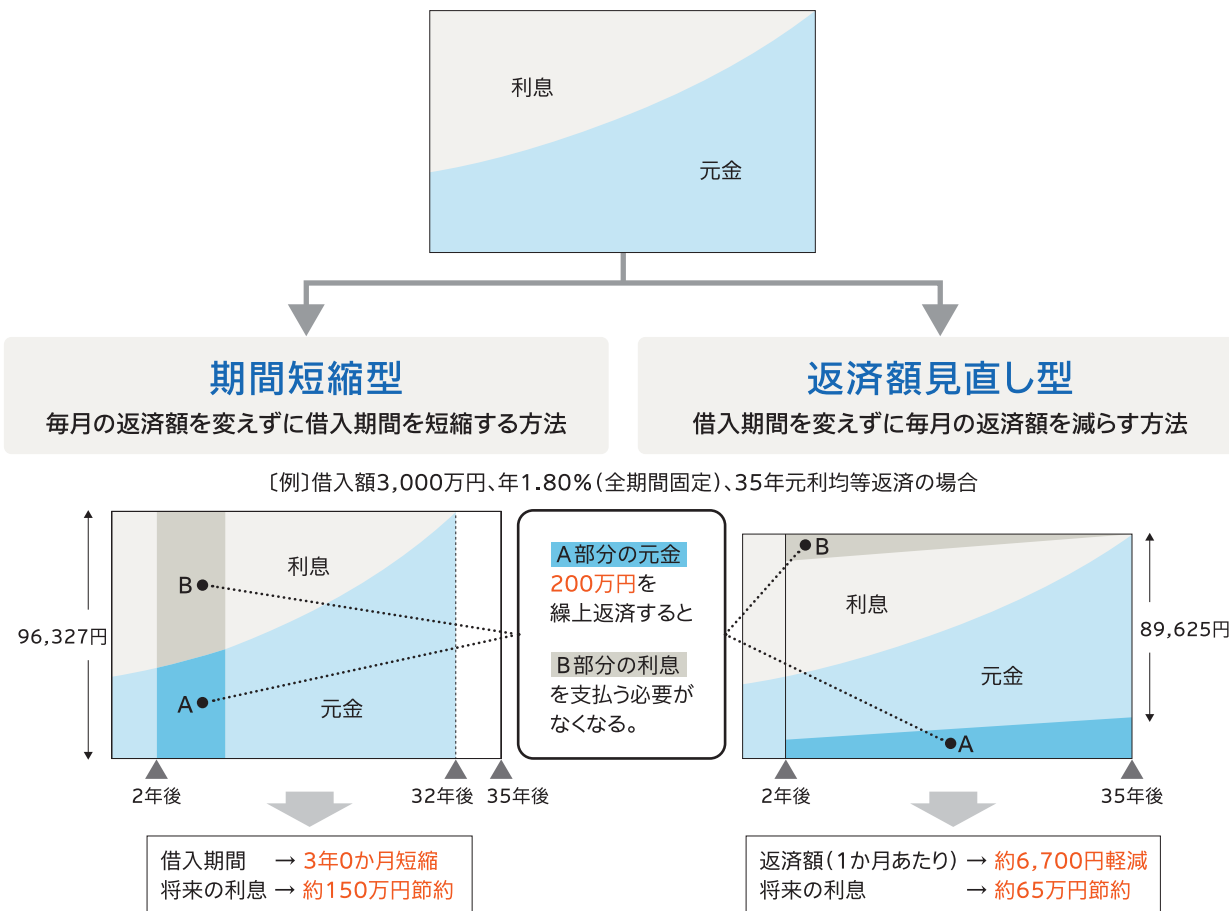 利息
元金
期間短縮型
毎月の返済額を変えずに借入期間を短縮する方法
返済額見直し型
借入期間を変えずに毎月の返済額を減らす方法
〔例〕借入額3,000万円、年1.80%(全期間固定)、35年元利均等返済の場合
96,327円
B
利息
A
元金
2年後
32年後
35年後
A部分の元金
200万円を
繰上返済すると
B部分の利息
を支払う必要が
なくなる。
B
利息
元金
A
89,625円
2年後
35年後
借入期間 → 3年0か月短縮
将来の利息 → 約150万円節約
返済額(1か月あたり) → 約6,700円軽減
将来の利息 → 約65万円節約